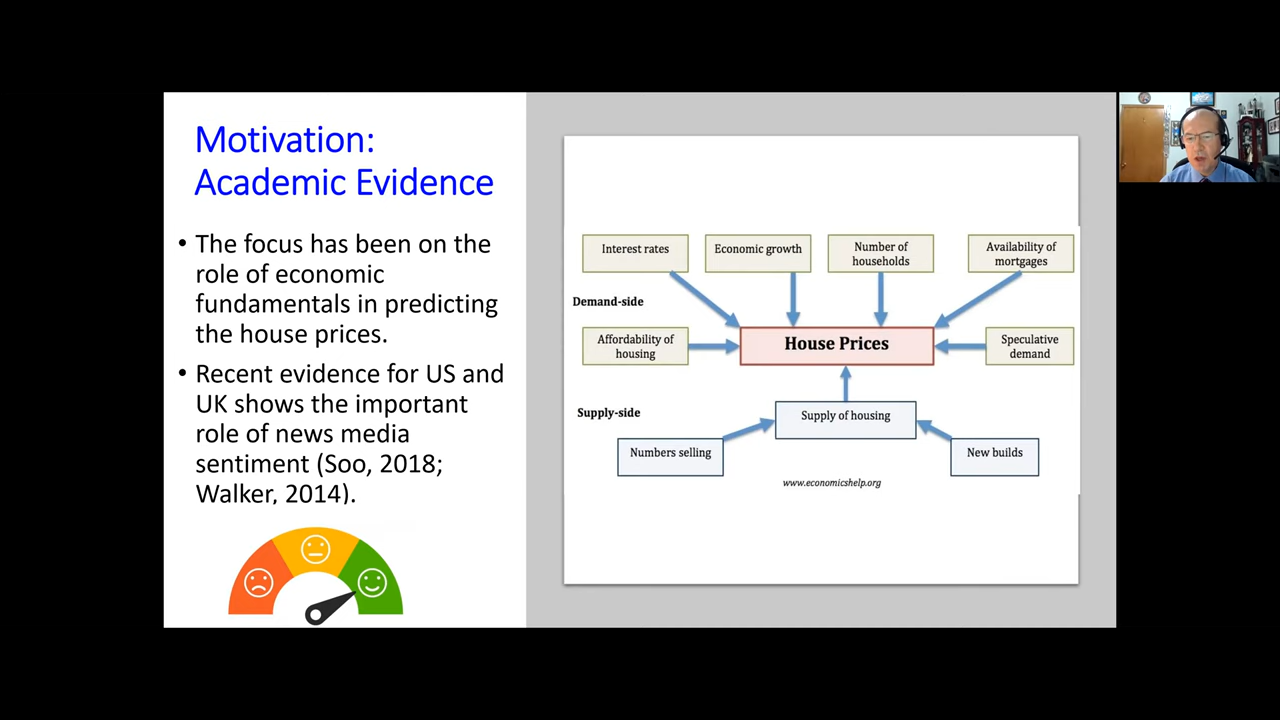 Motivation:
Academic Evidence
• The focus has been on the
role of economic
fundamentals in predicting
the house prices.
• Recent evidence for US and
UK shows the important
role of news media
sentiment (Soo, 2018;
Walker, 2014).
Interest rates
Economic growth
Number of
households
Availability of
mortgages
Demand-side
Affordability of
housing
House Prices
Speculative
demand
Supply-side
Supply of housing
Numbers selling
New builds
www.economicshelp.org